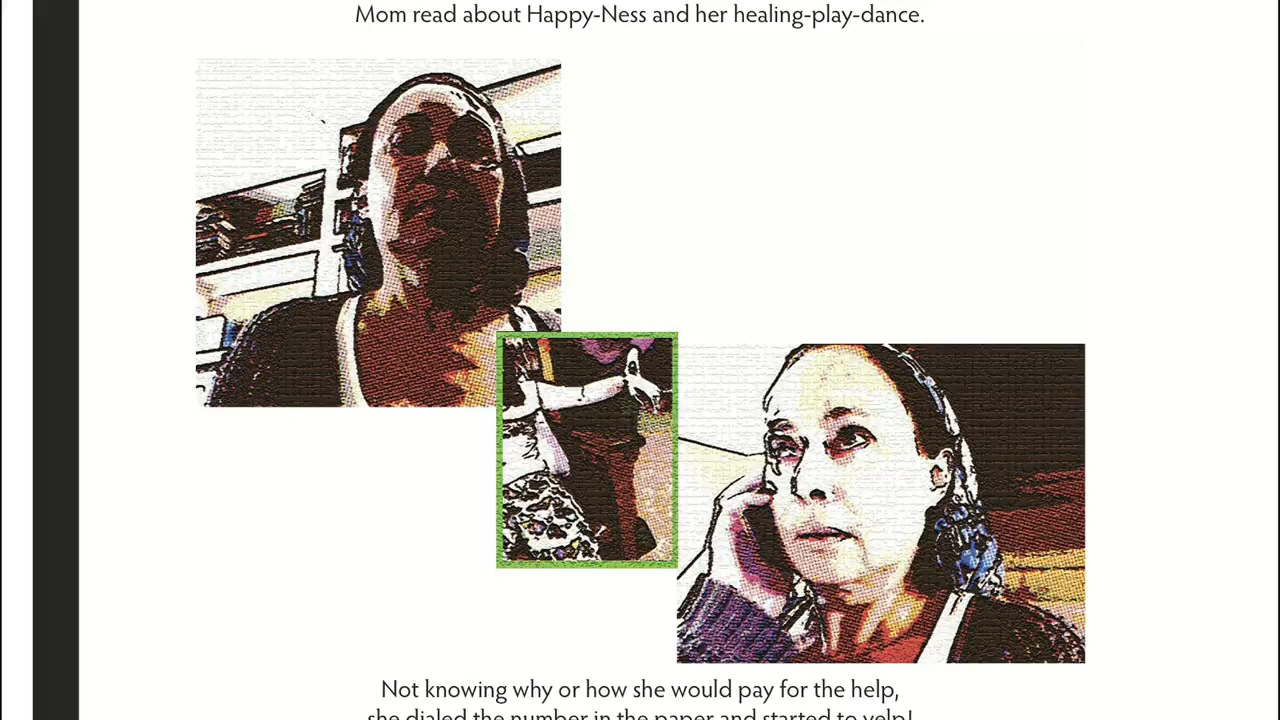 Mom read about Happy-Ness and her healing-play-dance.
Not knowing why or how she would pay for the help,
she dialed the number in the paper and started to yelp!